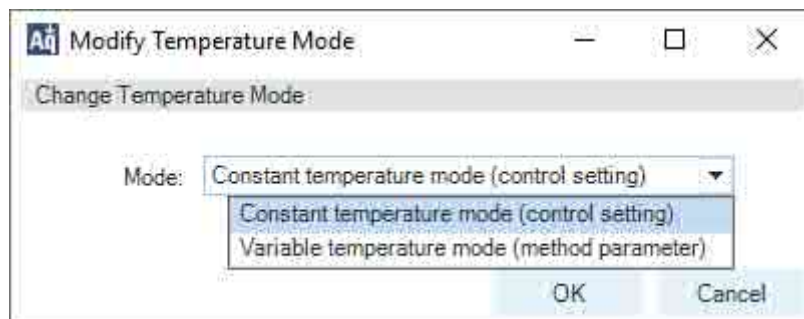 Aq Modify Temperature Mode
Change Temperature Mode
Mode: Constant temperature mode (control setting)
Constant temperature mode (control setting)
Variable temperature mode (method parameter)
OK Cancel